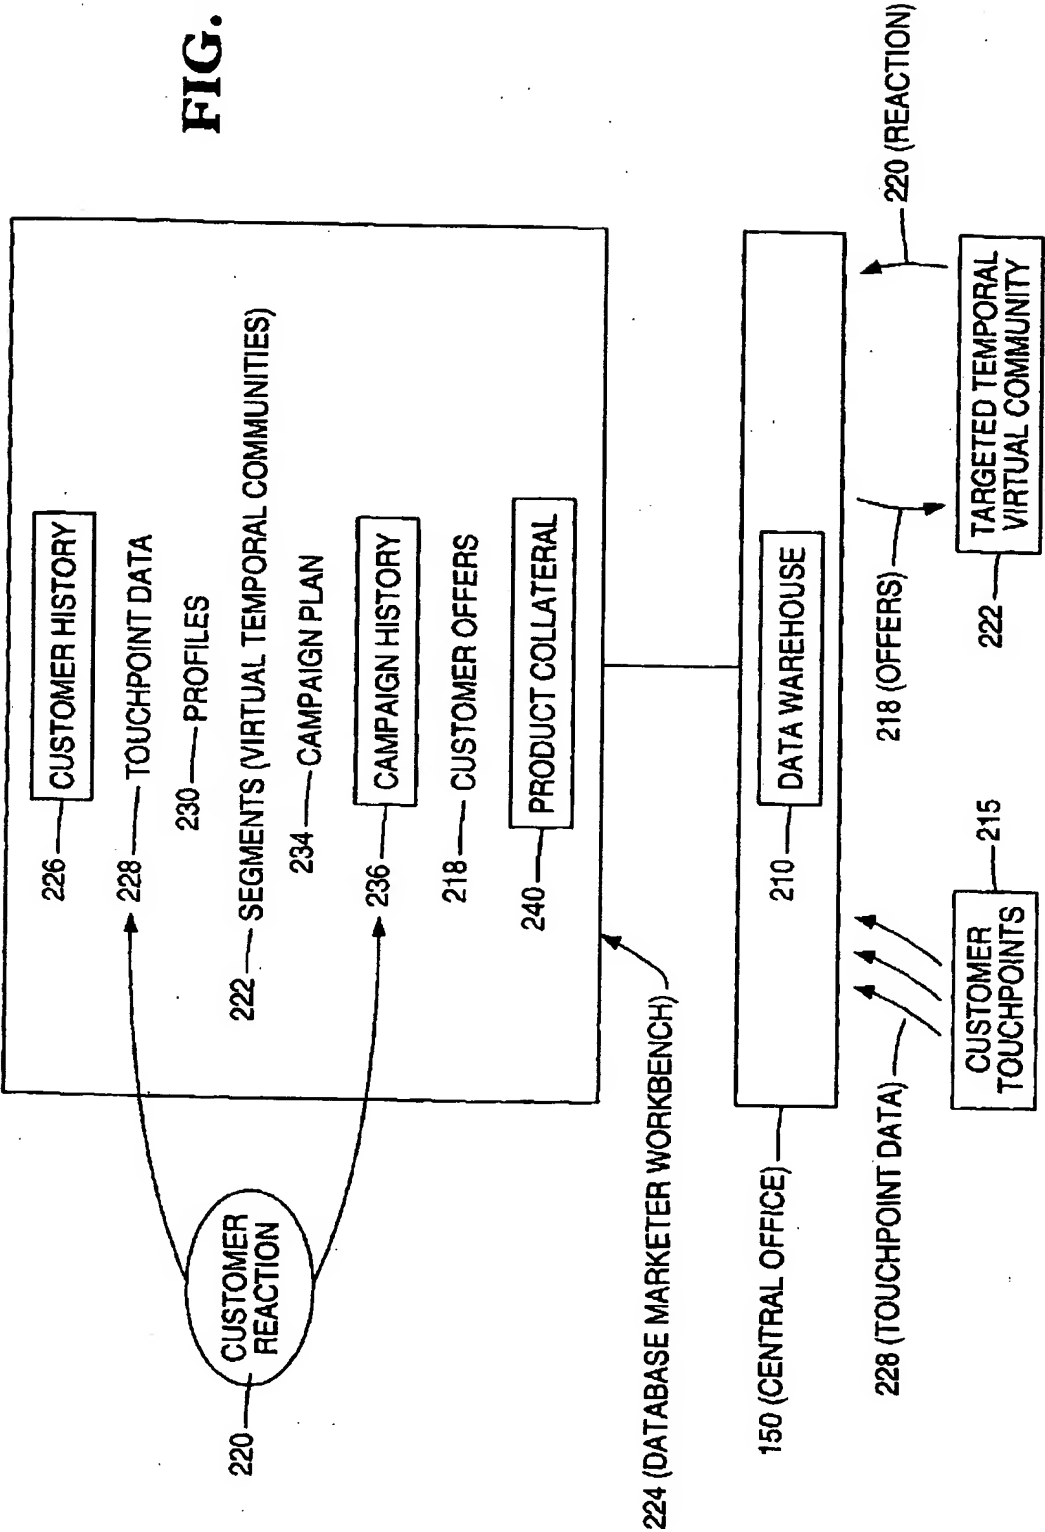 FIG.
CUSTOMER
REACTION
220
226
CUSTOMER HISTORY
228
TOUCHPOINT DATA
230
PROFILES
222
SEGMENTS (VIRTUAL TEMPORAL COMMUNITIES)
234
CAMPAIGN PLAN
236
CAMPAIGN HISTORY
218
CUSTOMER OFFERS
240
PRODUCT COLLATERAL
224 (DATABASE MARKETER WORKBENCH)
210
DATA WAREHOUSE
150 (CENTRAL OFFICE)
228 (TOUCHPOINT DATA)
218 (OFFERS)
220 (REACTION)
CUSTOMER
TOUCHPOINTS
215
TARGETED TEMPORAL
VIRTUAL COMMUNITY
222